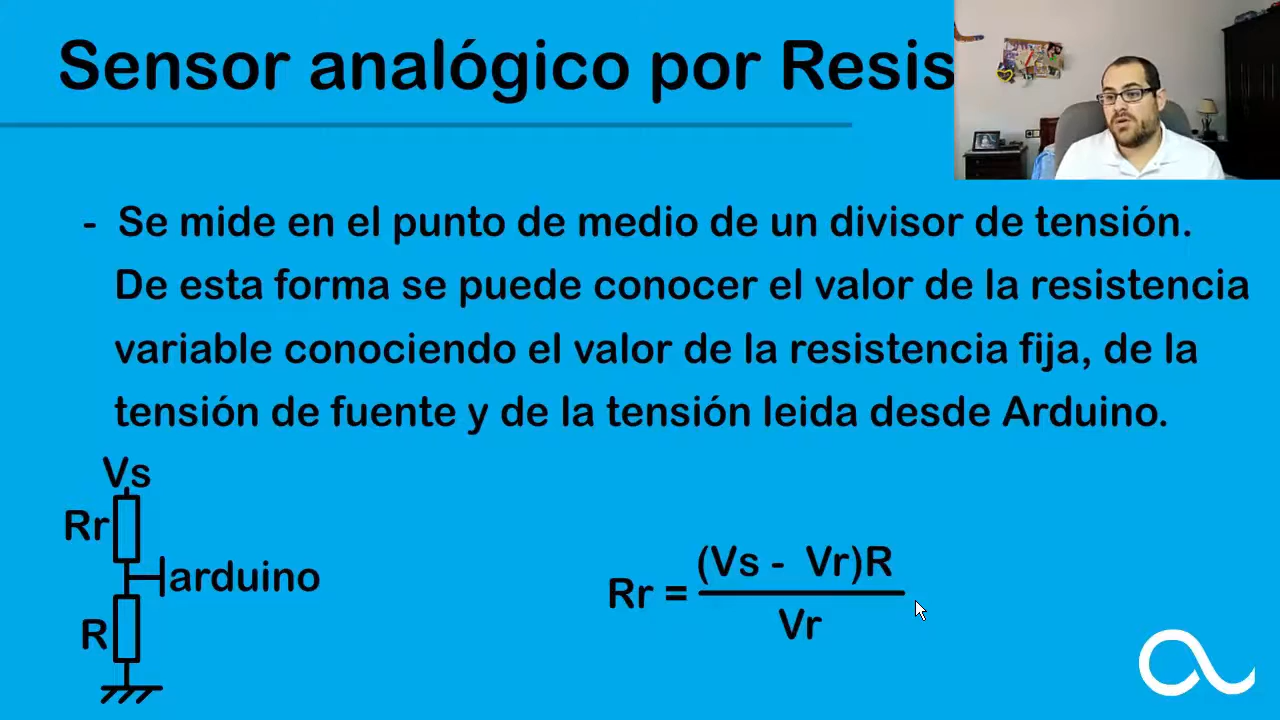 Sensor analógico por Resis
- Se mide en el punto de medio de un divisor de tensión.
De esta forma se puede conocer el valor de la resistencia
variable conociendo el valor de la resistencia fija, de la
tensión de fuente y de la tensión leida desde Arduino.
Vs
Rr
arduino
R
(Vs - Vr)R
Rr =
Vr